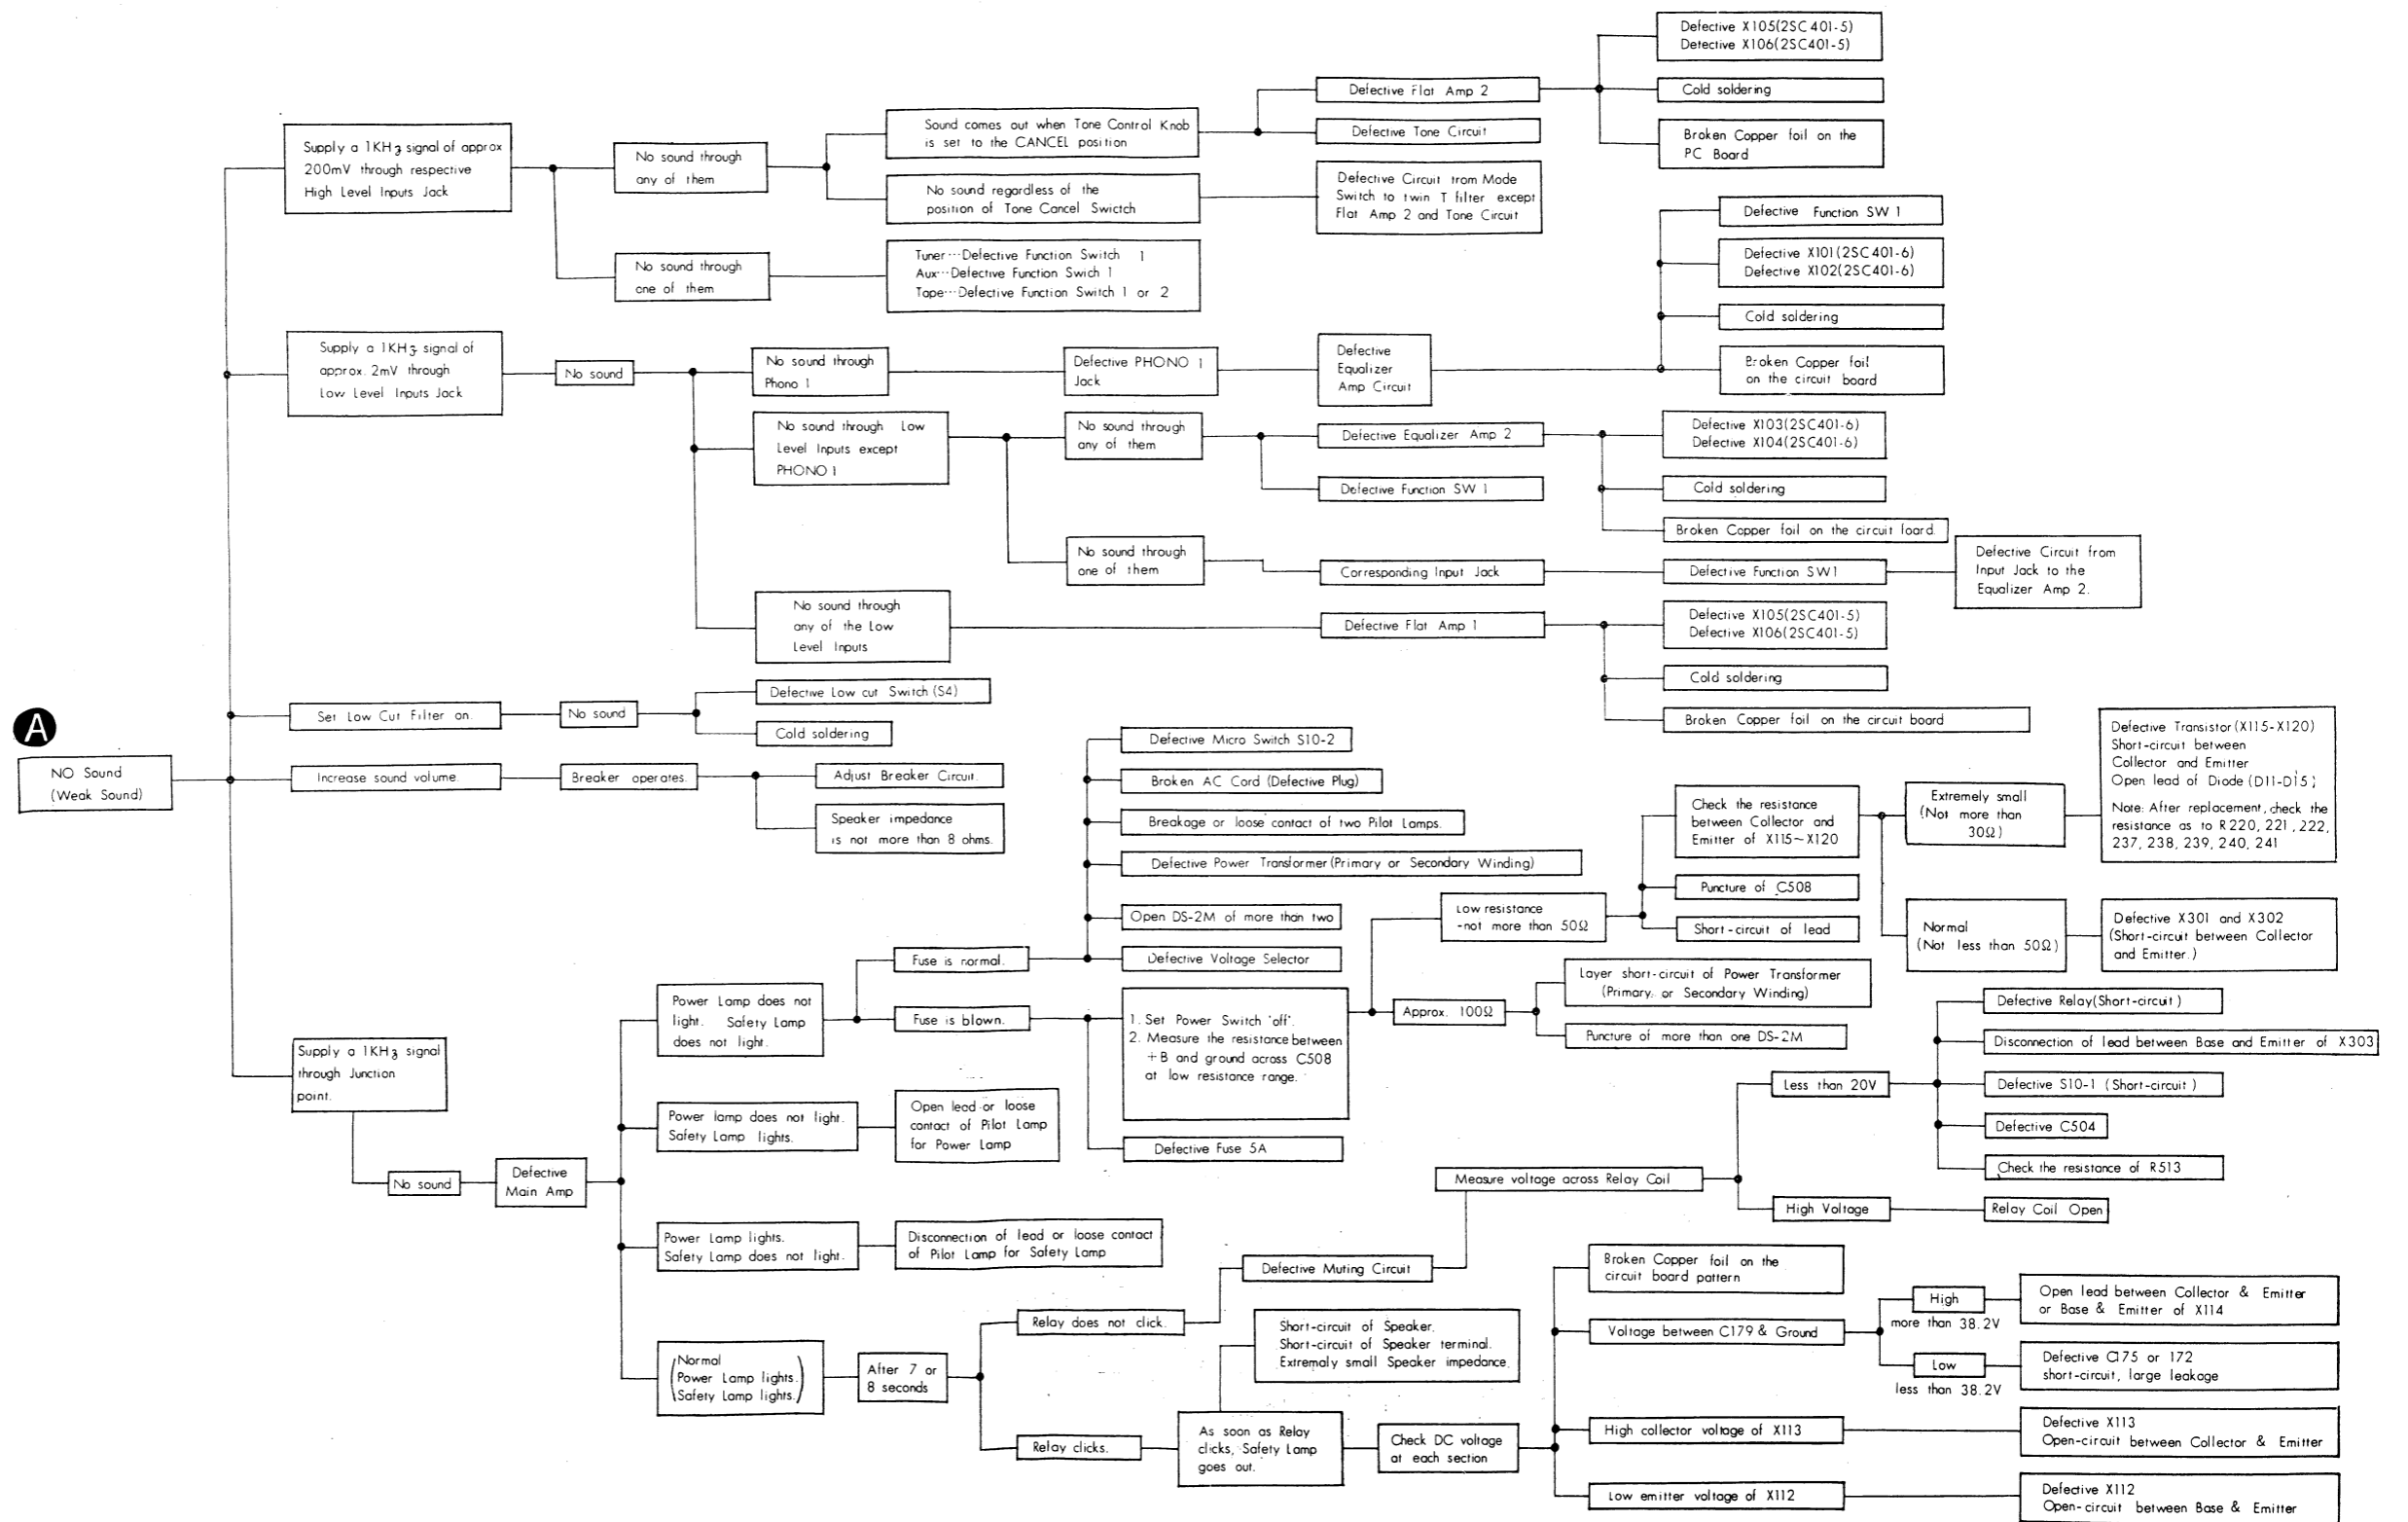 A
NO Sound
(Weak Sound)
Supply a 1KHz signal of approx
200mV through respective
High Level Inputs Jack
No sound through
any of them
Sound comes out when Tone Control Knob
is set to the CANCEL position
Defective Flat Amp 2
Defective X105(2SC401-5)
Detective X106(2SC401-5)
Cold soldering
Broken Copper foil on the
PC Board
Defective Tone Circuit
No sound regardless of the
position of Tone Cancel Swictch
Defective Circuit from Mode
Switch to twin T filter except
Flat Amp 2 and Tone Circuit
No sound through
one of them
Tuner···Defective Function Switch 1
Aux···Defective Function Swich 1
Tape···Defective Function Switch 1 or 2
Supply a 1KHz signal of
approx. 2mV through
Low Level Inputs Jack
No sound
No sound through
Phono 1
Defective PHONO 1
Jack
Defective
Equalizer
Amp Circuit
Defective Function SW 1
Defective X101(2SC401-6)
Defective X102(2SC401-6)
Cold soldering
Broken Copper foil
on the circuit board
No sound through Low
Level Inputs except
PHONO 1
No sound through
any of them
Defective Equalizer Amp 2
Defective X103(2SC401-6)
Defective X104(2SC401-6)
Cold soldering
Broken Copper foil on the circuit loard.
Defective Function SW 1
No sound through
one of them
Corresponding Input Jack
Defective Function SW1
Defective Circuit from
Input Jack to the
Equalizer Amp 2.
No sound through
any of the Low
Level Inputs
Defective Flat Amp 1
Defective X105(2SC401-5)
Defective X106(2SC401-5)
Cold soldering
Broken Copper foil on the circuit board
Set Low Cut Filter on.
No sound
Defective Low cut Switch (S4)
Cold soldering
Increase sound volume.
Breaker operates.
Adjust Breaker Circuit.
Speaker impedance
is not more than 8 ohms.
Supply a 1KHz signal
through Junction
point.
No sound
Defective
Main Amp
Power Lamp does not
light. Safety Lamp
does not light.
Fuse is normal.
Defective Micro Switch S10-2
Broken AC Cord (Defective Plug)
Breakage or loose contact of two Pilot Lamps.
Defective Power Transformer (Primary or Secondary Winding)
Open DS-2M of more than two
Defective Voltage Selector
Fuse is blown.
1. Set Power Switch "off".
2. Measure the resistance between
+B and ground across C508
at low resistance range.
Defective Fuse 5A
Low resistance
-not more than 50Ω
Check the resistance
between Collector and
Emitter of X115~X120
Extremely small
(Not more than
30Ω)
Defective Transistor (X115-X120)
Short-circuit between
Collector and Emitter
Open lead of Diode (D11-D15)
Note: After replacement, check the
resistance as to R220, 221, 222,
237, 238, 239, 240, 241
Normal
(Not less than 50Ω)
Defective X301 and X302
(Short-circuit between Collector
and Emitter.)
Puncture of C508
Short-circuit of lead
Approx. 100Ω
Layer short-circuit of Power Transformer
(Primary or Secondary Winding)
Puncture of more than one DS-2M
Power lamp does not light.
Safety Lamp lights.
Open lead or loose
contact of Pilot Lamp
for Power Lamp
Power Lamp lights.
Safety Lamp does not light.
Disconnection of lead or loose contact
of Pilot Lamp for Safety Lamp
Normal
(Power Lamp lights.
Safety Lamp lights.)
After 7 or
8 seconds
Relay does not click.
Defective Muting Circuit
Measure voltage across Relay Coil
Less than 20V
Defective Relay(Short-circuit)
Disconnection of lead between Base and Emitter of X303
Defective S10-1 (Short-circuit)
Defective C504
Check the resistance of R513
High Voltage
Relay Coil Open
Relay clicks.
As soon as Relay
clicks, Safety Lamp
goes out.
Short-circuit of Speaker.
Short-circuit of Speaker terminal.
Extremaly small Speaker impedance.
Check DC voltage
at each section
Broken Copper foil on the
circuit board pattern
Voltage between C179 & Ground
High
more than 38.2V
Open lead between Collector & Emitter
or Base & Emitter of X114
Low
less than 38.2V
Defective C175 or 172
short-circuit, large leakage
High collector voltage of X113
Defective X113
Open-circuit between Collector & Emitter
Low emitter voltage of X112
Defective X112
Open-circuit between Base & Emitter